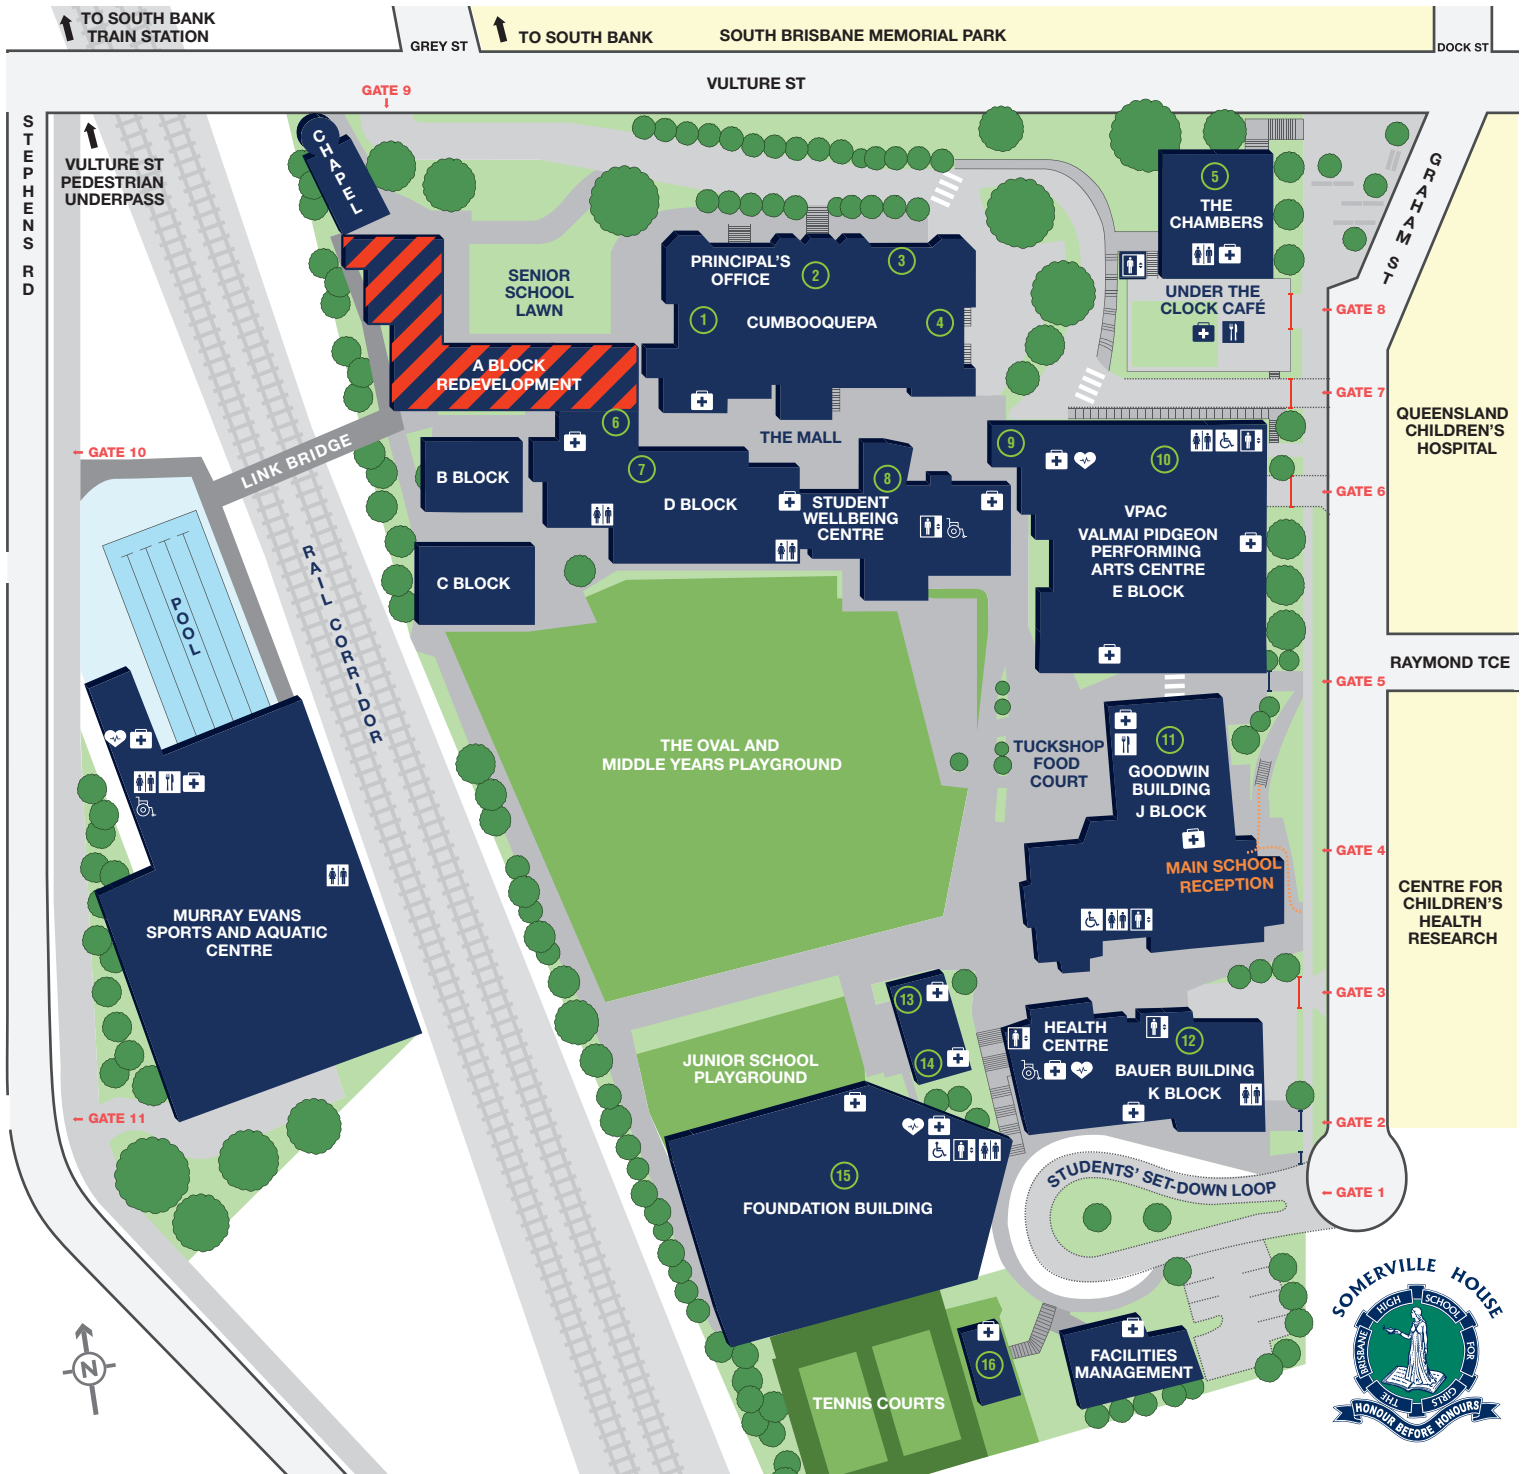 TO SOUTH BANK
TRAIN STATION
GREY ST
TO SOUTH BANK
SOUTH BRISBANE MEMORIAL PARK
DOCK ST
VULTURE ST
GATE 9
STEPHENS RD
VULTURE ST
PEDESTRIAN
UNDERPASS
CHAPEL
GRAHAM ST
5
THE
CHAMBERS
SENIOR
SCHOOL
LAWN
PRINCIPAL'S
OFFICE
2
3
1
CUMBOOQUEPA
4
UNDER THE
CLOCK CAFÉ
GATE 8
A BLOCK
REDEVELOPMENT
GATE 7
QUEENSLAND
CHILDREN'S
HOSPITAL
6
THE MALL
9
GATE 10
LINK BRIDGE
B BLOCK
7
D BLOCK
8
STUDENT
WELLBEING
CENTRE
10
GATE 6
VPAC
VALMAI PIDGEON
PERFORMING
ARTS CENTRE
E BLOCK
C BLOCK
RAIL CORRIDOR
POOL
RAYMOND TCE
GATE 5
THE OVAL AND
MIDDLE YEARS PLAYGROUND
TUCKSHOP
FOOD
COURT
11
GOODWIN
BUILDING
J BLOCK
GATE 4
MAIN SCHOOL
RECEPTION
CENTRE FOR
CHILDREN'S
HEALTH
RESEARCH
MURRAY EVANS
SPORTS AND AQUATIC
CENTRE
13
14
GATE 3
HEALTH
CENTRE
12
BAUER BUILDING
K BLOCK
JUNIOR SCHOOL
PLAYGROUND
GATE 11
GATE 2
15
FOUNDATION BUILDING
STUDENTS' SET-DOWN LOOP
GATE 1
N
16
FACILITIES
MANAGEMENT
TENNIS COURTS
SOMERVILLE HOUSE
THE BRISBANE HIGH SCHOOL FOR GIRLS
HONOUR BEFORE HONOURS